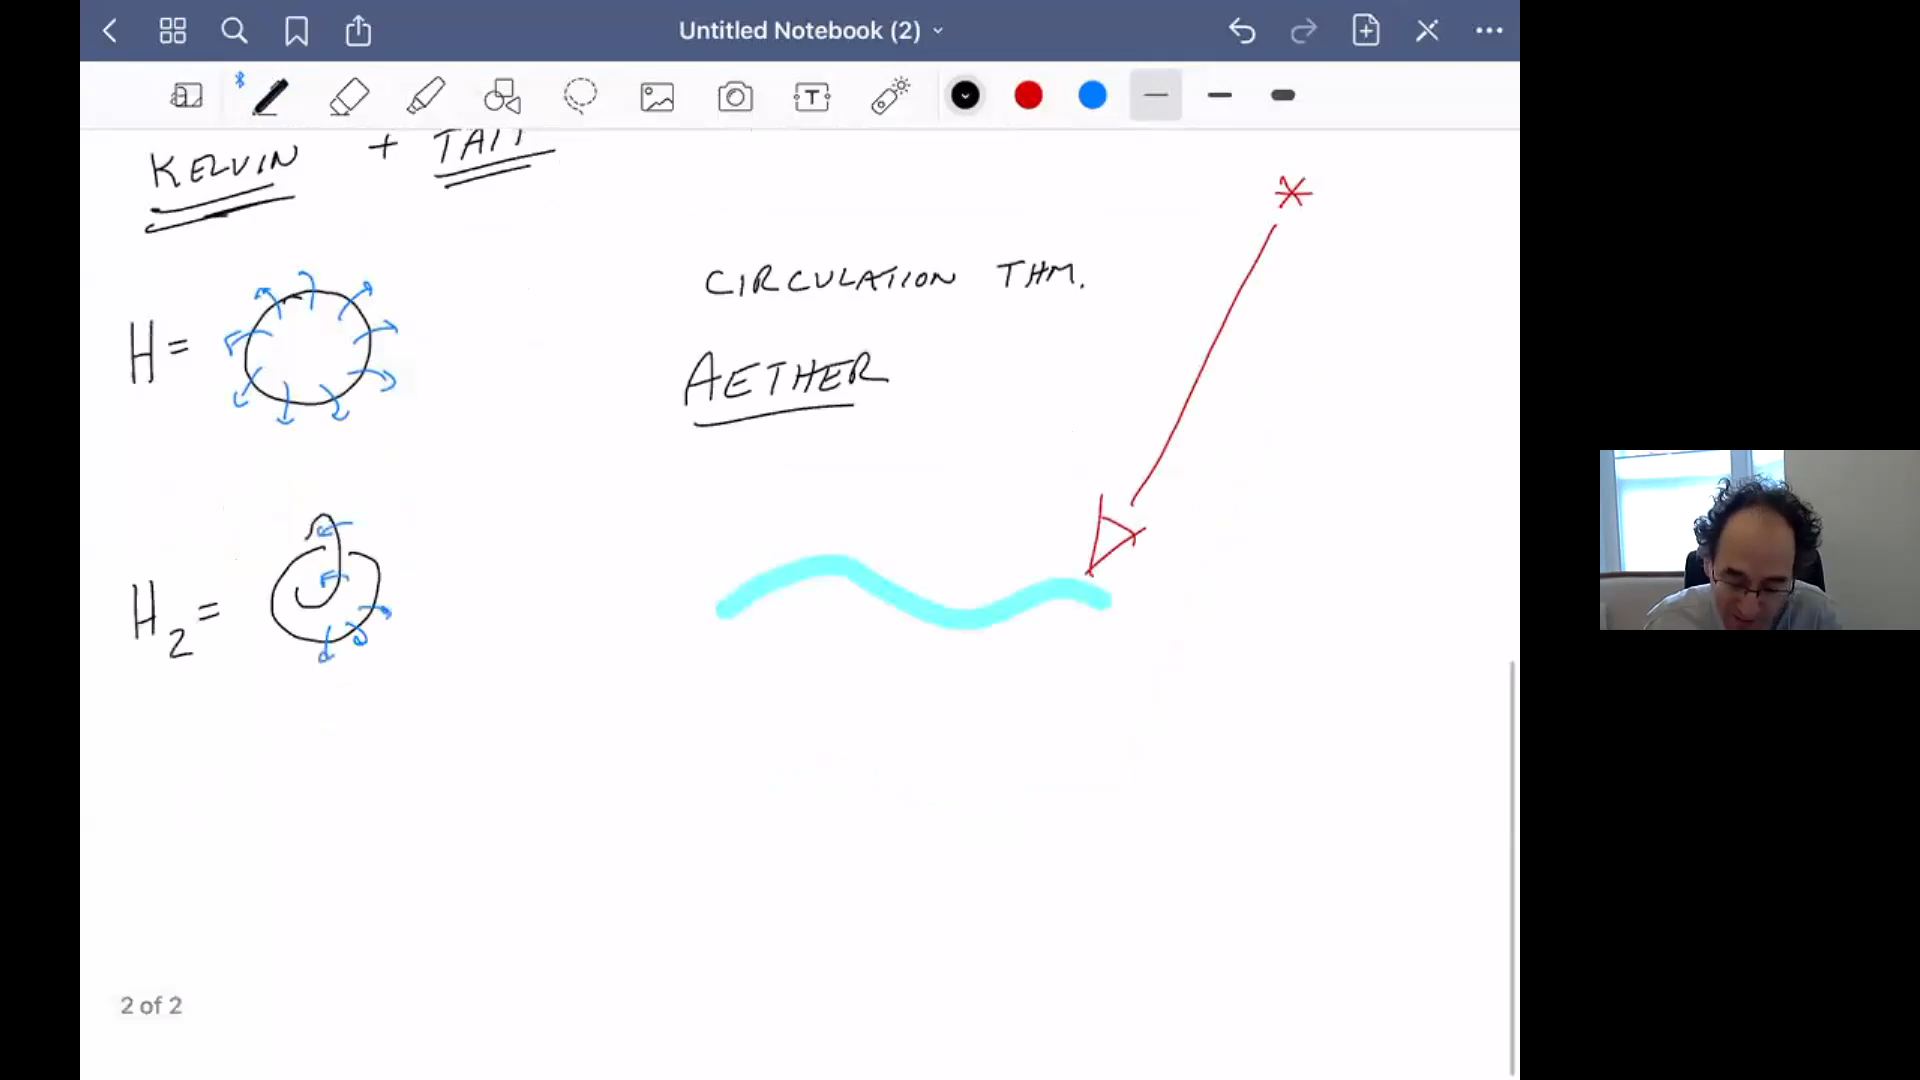 Untitled Notebook (2)
KELVIN + TAIT
CIRCULATION THM.
H =
AETHER
H2 =
2 of 2